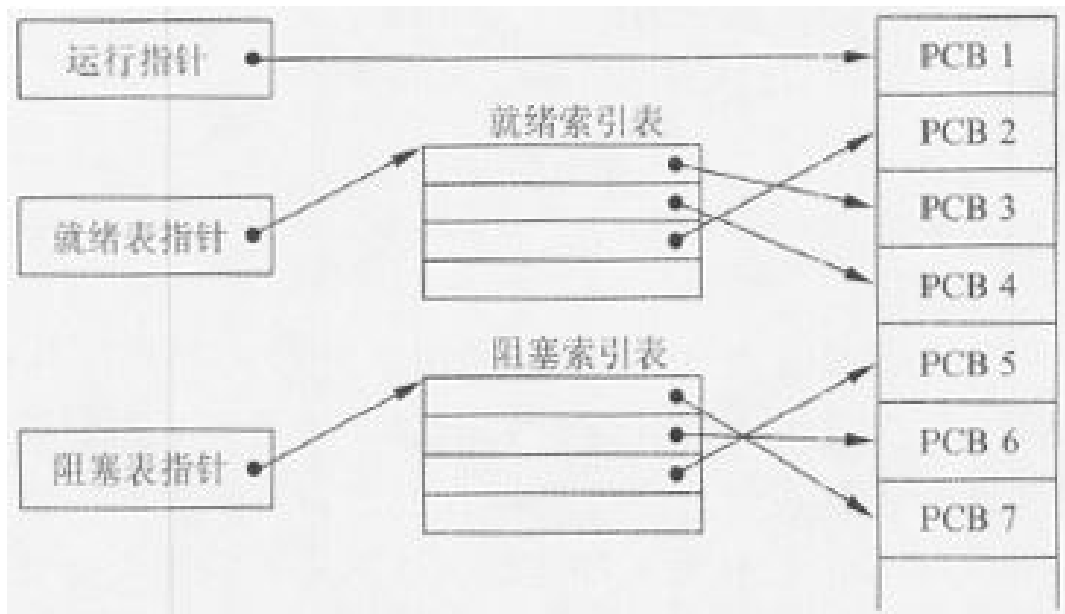 运行指针
就绪表指针
阻塞表指针
就绪索引表
阻塞索引表
PCB 1
PCB 2
PCB 3
PCB 4
PCB 5
PCB 6
PCB 7